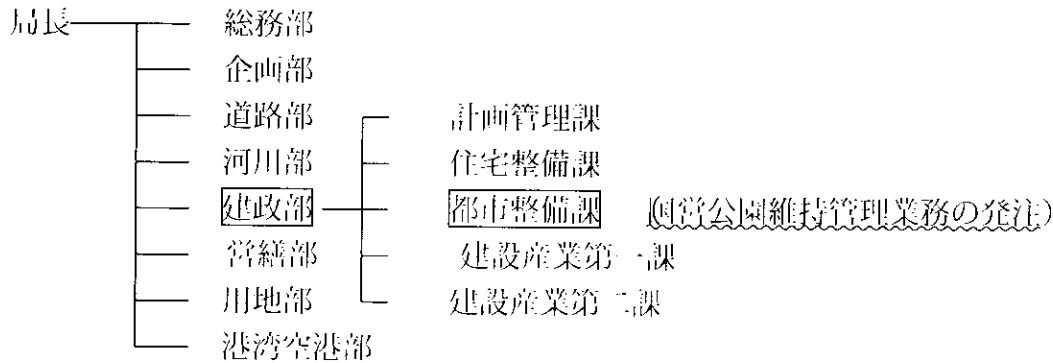 局長 総務部
企画部
道路部 計画管理課
河川部 住宅整備課
建政部 都市整備課 (国営公園維持管理業務の発注)
営繕部 建設産業第一課
用地部 建設産業第二課
港湾空港部